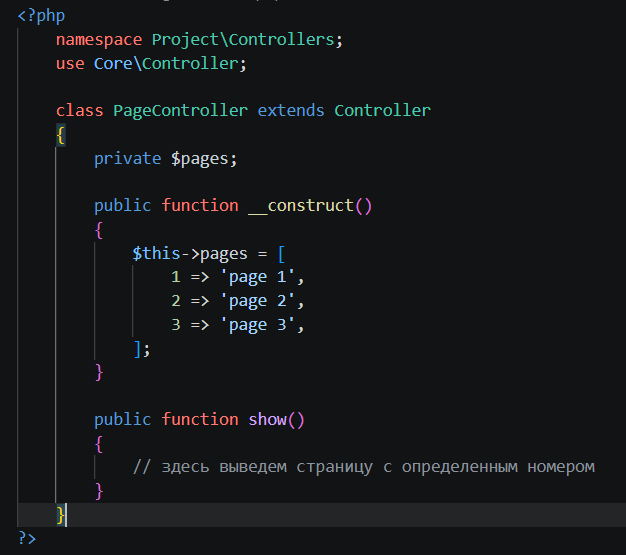 <?php
namespace Project\Controllers;
use Core\Controller;
class PageController extends Controller
{
private $pages;
public function __construct()
{
$this->pages = [
1 => 'page 1',
2 => 'page 2',
3 => 'page 3',
];
}
public function show()
{
// здесь выведем страницу с определенным номером
}
}
?>